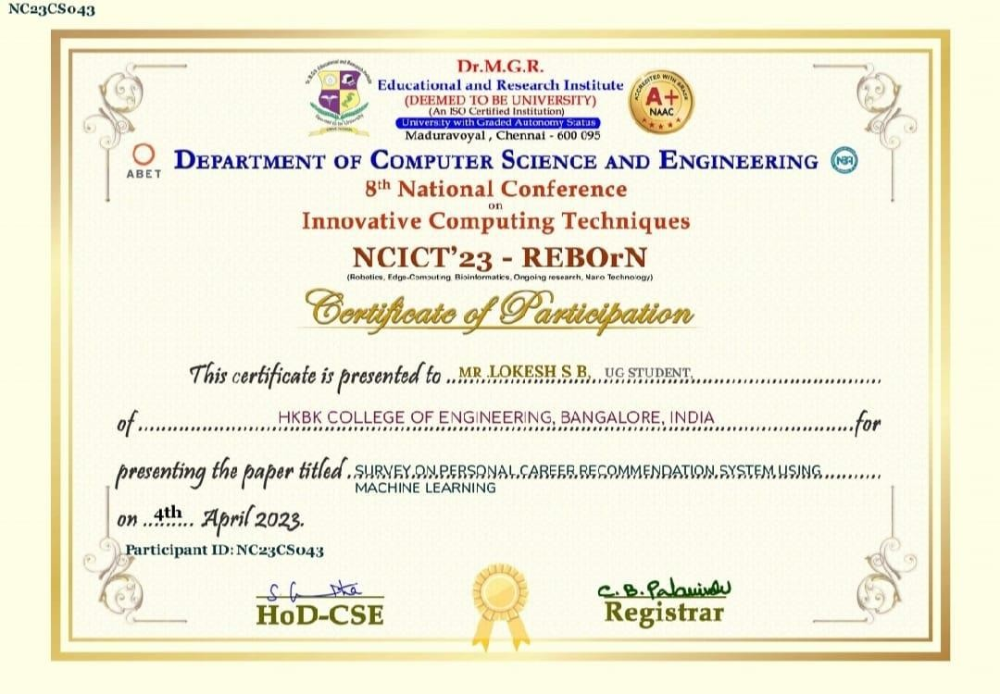 NC23CS043
Dr.M.G.R.
Educational and Research Institute
(DEEMED TO BE UNIVERSITY)
(An ISO Certified Institution)
University with Graded Autonomy Status
Maduravoyal , Chennai - 600 095
ACCREDITED WITH GRADE
A+
NAAC
ABET
DEPARTMENT OF COMPUTER SCIENCE AND ENGINEERING
NBA
8th National Conference
on
Innovative Computing Techniques
NCICT'23 - REBOrN
(Robotics, Edge-Computing, Bioinformatics, Ongoing research, Nano Technology)
Certificate of Participation
This certificate is presented to ..MR .LOKESH S B, UG STUDENT,
of HKBK COLLEGE OF ENGINEERING, BANGALORE, INDIA for
presenting the paper titled .SURVEY ON PERSONAL CAREER RECOMMENDATION SYSTEM USING
MACHINE LEARNING
on ..4th... April 2023.
Participant ID: NC23CS043
HoD-CSE
C.B.
Registrar